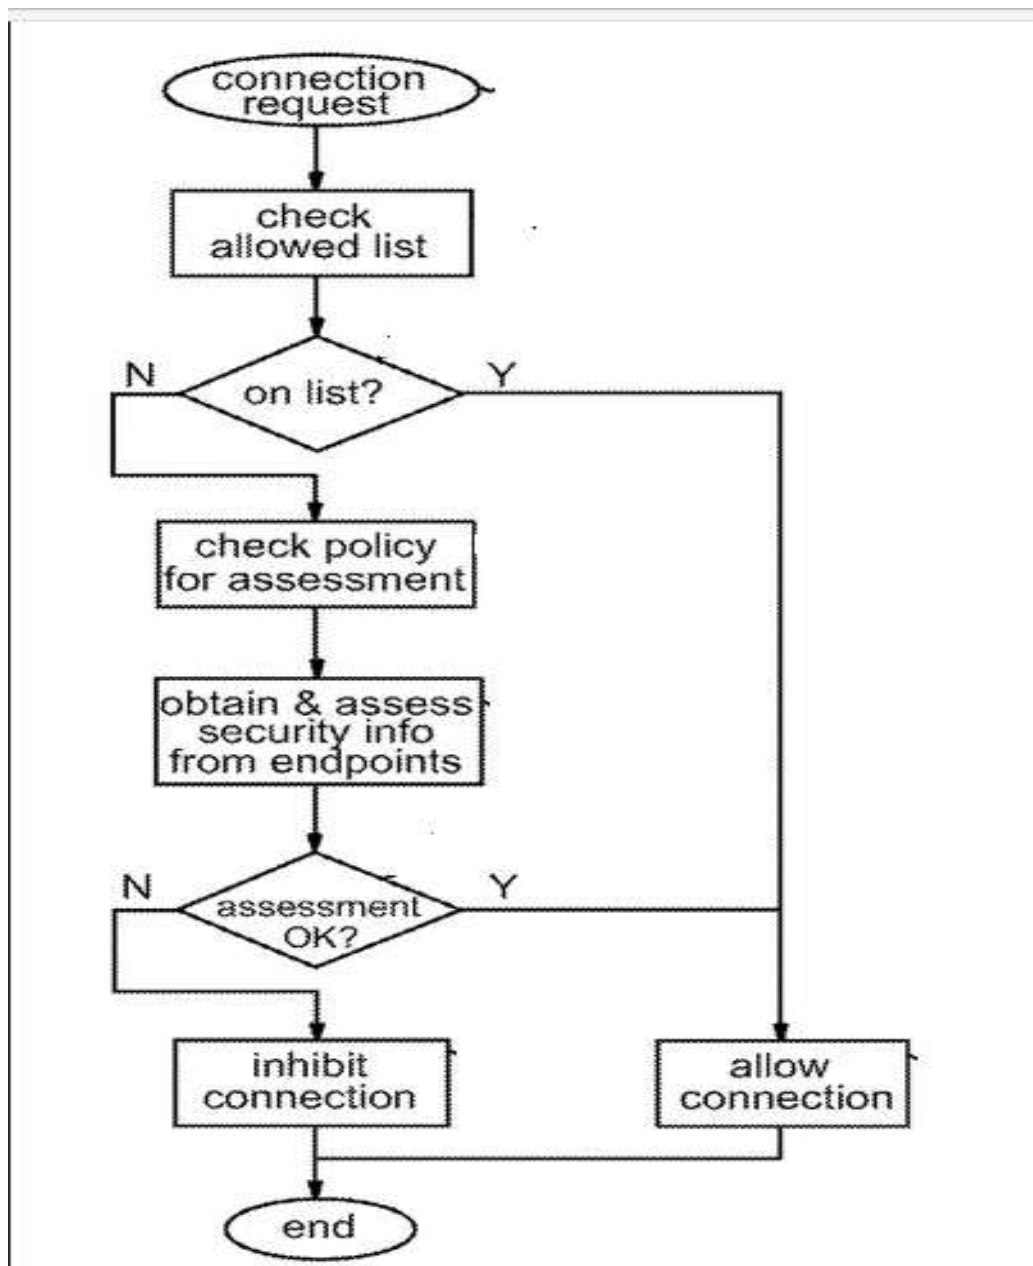 connection
request
check
allowed list
N
on list?
Y
check policy
for assessment
obtain & assess
security info
from endpoints
N
assessment
OK?
Y
inhibit
connection
allow
connection
end